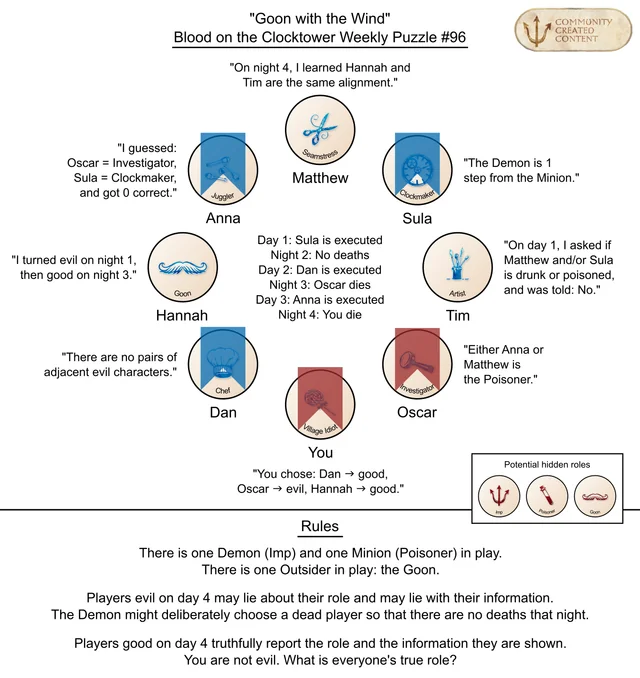 "Goon with the Wind"
Blood on the Clocktower Weekly Puzzle #96
COMMUNITY
CREATED
CONTENT
"On night 4, I learned Hannah and
Tim are the same alignment."
Seamstress
Matthew
"I guessed:
Oscar = Investigator,
Sula = Clockmaker,
and got 0 correct."
Juggler
Anna
Clockmaker
Sula
"The Demon is 1
step from the Minion."
"I turned evil on night 1,
then good on night 3."
Goon
Hannah
Day 1: Sula is executed
Night 2: No deaths
Day 2: Dan is executed
Night 3: Oscar dies
Day 3: Anna is executed
Night 4: You die
Artist
Tim
"On day 1, I asked if
Matthew and/or Sula
is drunk or poisoned,
and was told: No."
"There are no pairs of
adjacent evil characters."
Chef
Dan
Village Idiot
You
Investigator
Oscar
"Either Anna or
Matthew is
the Poisoner."
"You chose: Dan → good,
Oscar → evil, Hannah → good."
Potential hidden roles
Imp
Poisoner
Goon
Rules
There is one Demon (Imp) and one Minion (Poisoner) in play.
There is one Outsider in play: the Goon.
Players evil on day 4 may lie about their role and may lie with their information.
The Demon might deliberately choose a dead player so that there are no deaths that night.
Players good on day 4 truthfully report the role and the information they are shown.
You are not evil. What is everyone's true role?